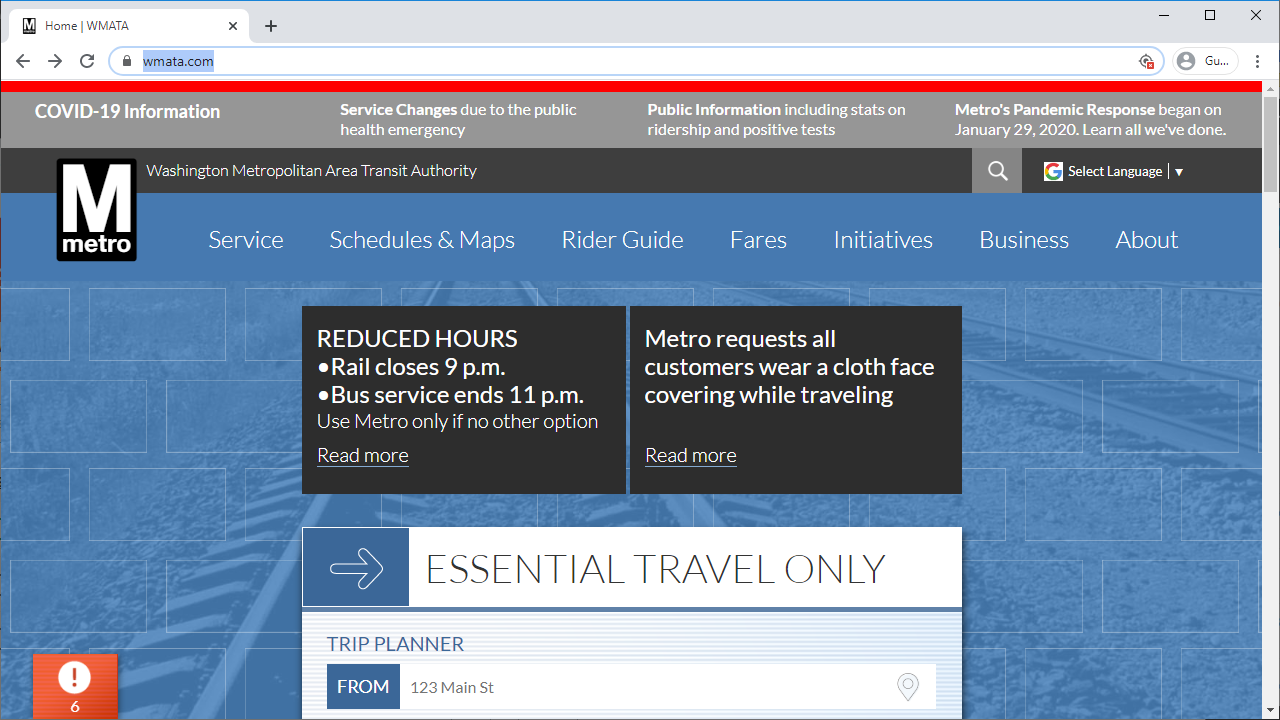 Home | WMATA
wmata.com
Gu...
COVID-19 Information
Service Changes due to the public
health emergency
Public Information including stats on
ridership and positive tests
Metro's Pandemic Response began on
January 29, 2020. Learn all we've done.
M
metro
Washington Metropolitan Area Transit Authority
G Select Language ▼
Service
Schedules & Maps
Rider Guide
Fares
Initiatives
Business
About
REDUCED HOURS
•Rail closes 9 p.m.
•Bus service ends 11 p.m.
Use Metro only if no other option
Read more
Metro requests all
customers wear a cloth face
covering while traveling
Read more
ESSENTIAL TRAVEL ONLY
TRIP PLANNER
FROM 123 Main St
!
6